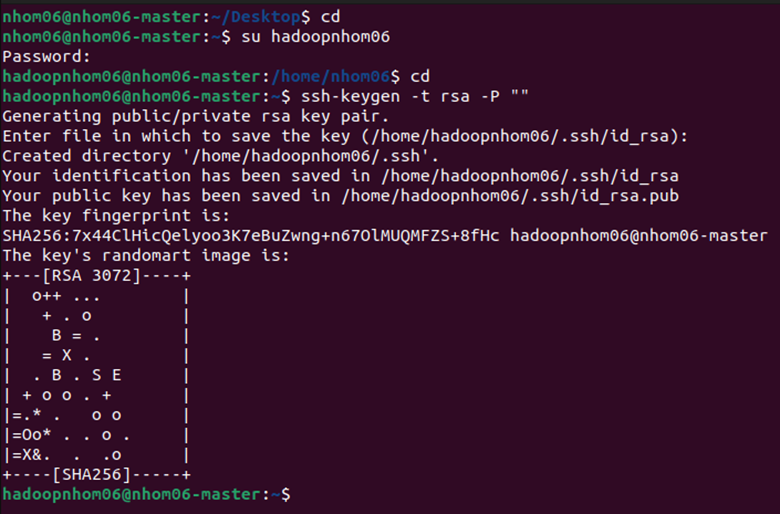 nhom06@nhom06-master:~/Desktop$ cd
nhom06@nhom06-master:~$ su hadoopnhom06
Password:
hadoopnhom06@nhom06-master:/home/nhom06$ cd
hadoopnhom06@nhom06-master:~$ ssh-keygen -t rsa -P ""
Generating public/private rsa key pair.
Enter file in which to save the key (/home/hadoopnhom06/.ssh/id_rsa):
Created directory '/home/hadoopnhom06/.ssh'.
Your identification has been saved in /home/hadoopnhom06/.ssh/id_rsa
Your public key has been saved in /home/hadoopnhom06/.ssh/id_rsa.pub
The key fingerprint is:
SHA256:7x44ClHicQelyoo3K7eBuZwng+n67OlMUQMFZS+8fHc hadoopnhom06@nhom06-master
The key's randomart image is:
+---[RSA 3072]----+
|  o++ ...        |
|   + . o         |
|    B = .        |
|   = X .         |
|  . B . S E      |
| + o o . +       |
|=.* .   o o      |
|=Oo* . . o .     |
|=X&.  .  .o      |
+----[SHA256]-----+
hadoopnhom06@nhom06-master:~$